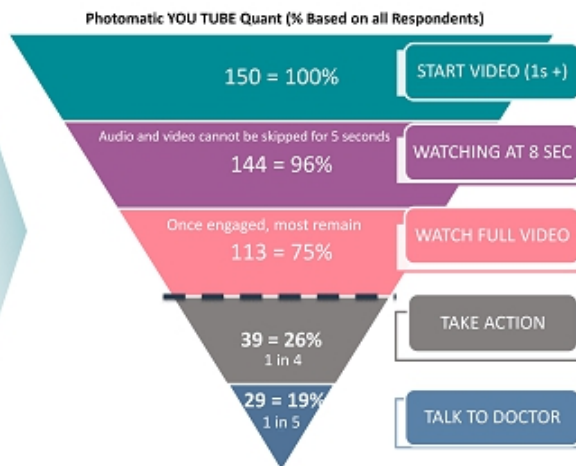 Photomatic YOU TUBE Quant (% Based on all Respondents)
150 = 100%
START VIDEO (1s +)
Audio and video cannot be skipped for 5 seconds
144 = 96%
WATCHING AT 8 SEC
Once engaged, most remain
113 = 75%
WATCH FULL VIDEO
39 = 26%
1 in 4
TAKE ACTION
29 = 19%
1 in 5
TALK TO DOCTOR